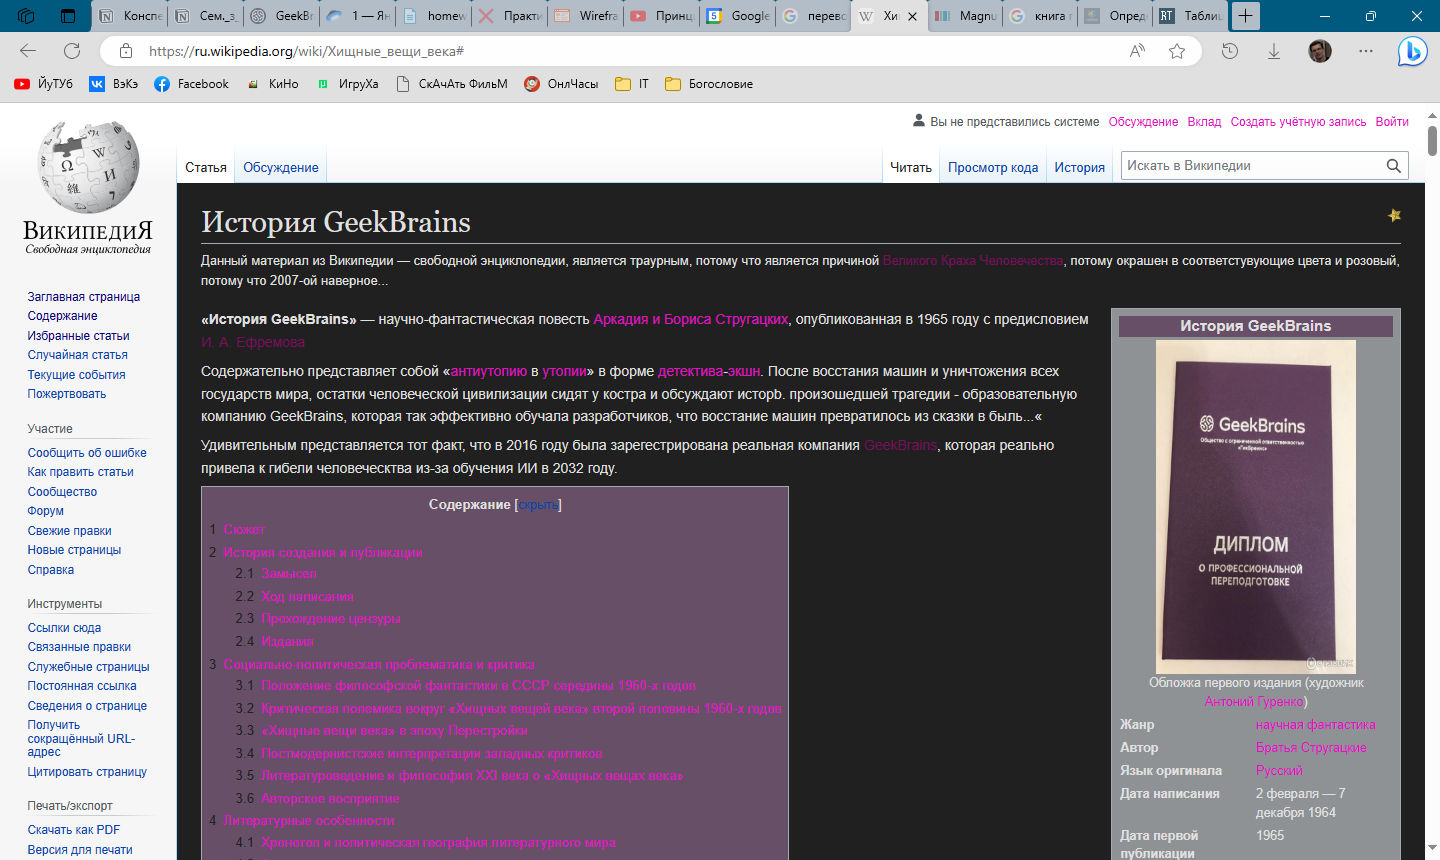 Конспе
Сем._з
GeekBr
1 — Ян
homew
Практи
Wirefra
Принц
Google
перевс
Хи
Magnu
книга г
Опред
Таблиц
https://ru.wikipedia.org/wiki/Хищные_вещи_века#
ЙуТУб
ВэКэ
Facebook
КиНо
ИгруХа
СкАчАть ФильМ
ОнлЧасы
IT
Богословие
Вы не представились системе Обсуждение Вклад Создать учётную запись Войти
Статья Обсуждение Читать Просмотр кода История Искать в Википедии
ВикипедиЯ
Свободная энциклопедия
Заглавная страница
Содержание
Избранные статьи
Случайная статья
Текущие события
Пожертвовать
Участие
Сообщить об ошибке
Как править статьи
Сообщество
Форум
Свежие правки
Новые страницы
Справка
Инструменты
Ссылки сюда
Связанные правки
Служебные страницы
Постоянная ссылка
Сведения о странице
Получить
сокращённый URL-
адрес
Цитировать страницу
Печать/экспорт
Скачать как PDF
Версия для печати
История GeekBrains
Данный материал из Википедии — свободной энциклопедии, является траурным, потому что является причиной Великого Краха Человечества, потому окрашен в соответстувующие цвета и розовый,
потому что 2007-ой наверное...
«История GeekBrains» — научно-фантастическая повесть Аркадия и Бориса Стругацких, опубликованная в 1965 году с предисловием
И. А. Ефремова
Содержательно представляет собой «антиутопию в утопии» в форме детектива-экшн. После восстания машин и уничтожения всех
государств мира, остатки человеческой цивилизации сидят у костра и обсуждают исторb. произошедшей трагедии - образовательную
компанию GeekBrains, которая так эффективно обучала разработчиков, что восстание машин превратилось из сказки в быль...«
Удивительным представляется тот факт, что в 2016 году была зарегестрирована реальная компания GeekBrains, которая реально
привела к гибели человечекства из-за обучения ИИ в 2032 году.
Содержание [скрыть]
1 Сюжет
2 История создания и публикации
2.1 Замысел
2.2 Ход написания
2.3 Прохождение цензуры
2.4 Издания
3 Социально-политическая проблематика и критика
3.1 Положение философской фантастики в СССР середины 1960-х годов
3.2 Критическая полемика вокруг «Хищных вещей века» второй половины 1960-х годов
3.3 «Хищные вещи века» в эпоху Перестройки
3.4 Постмодернистские интерпретации западных критиков
3.5 Литературоведение и философия XXI века о «Хищных вещах века»
3.6 Авторское восприятие
4 Литературные особенности
4.1 Хронотоп и политическая география литературного мира
История GeekBrains
GeekBrains
Общество с ограниченной ответственностью
«ГикБреинс»
ДИПЛОМ
О ПРОФЕССИОНАЛЬНОЙ
ПЕРЕПОДГОТОВКЕ
Обложка первого издания (художник
Антоний Гуренко)
Жанр научная фантастика
Автор Братья Стругацкие
Язык оригинала Русский
Дата написания 2 февраля — 7
декабря 1964
Дата первой 1965
публикации